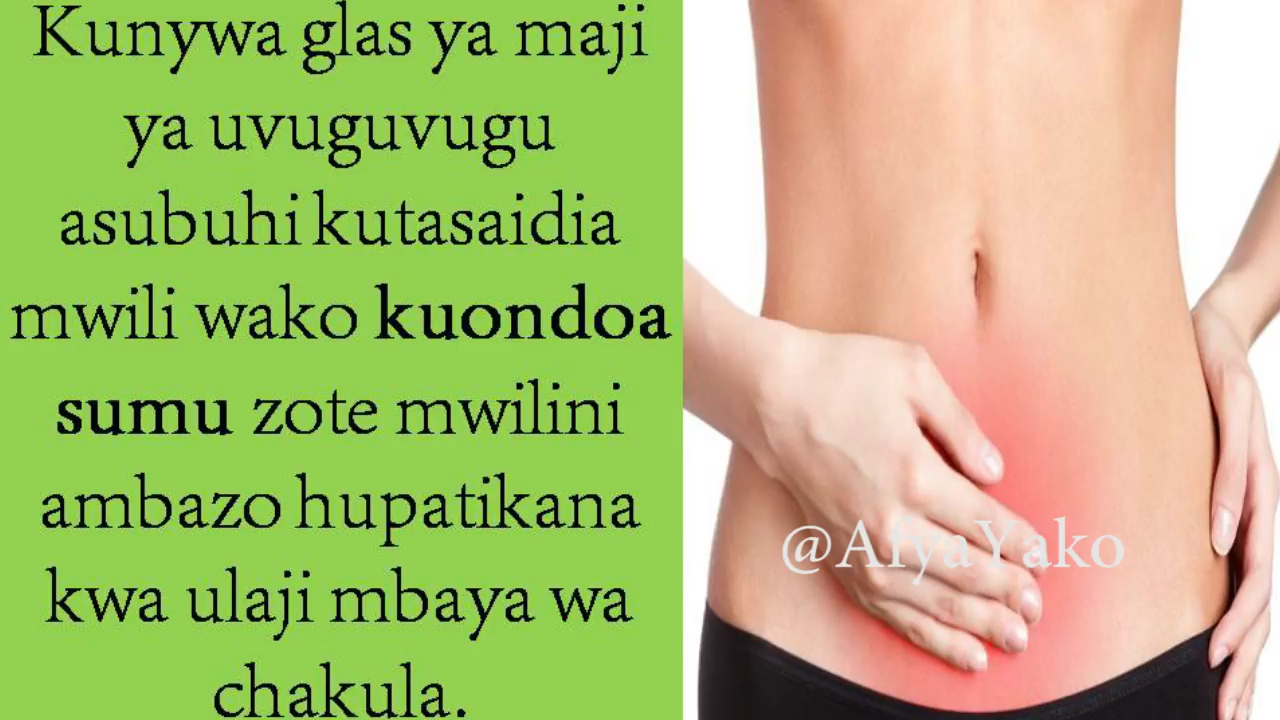 Kunywa glas ya maji
ya uvuguvugu
asubuhi kutasaidia
mwili wako kuondoa
sumu zote mwilini
ambazo hupatikana
kwa ulaji mbaya wa
chakula.
@AfyaYako